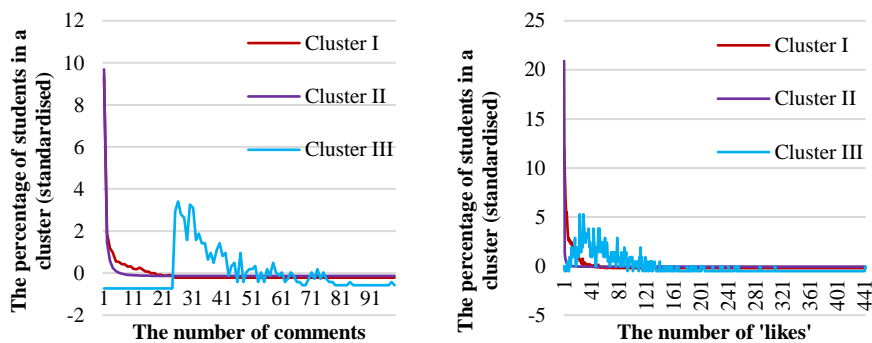 The percentage of students in a
cluster (standardised)
12
10
8
6
4
2
0
-2
Cluster I
Cluster II
Cluster III
1 11 21 31 41 51 61 71 81 91
The number of comments
The percentage of students in a
cluster (standardised)
25
20
15
10
5
0
-5
Cluster I
Cluster II
Cluster III
1 41 81 121 161 201 241 281 321 361 401 441
The number of 'likes'